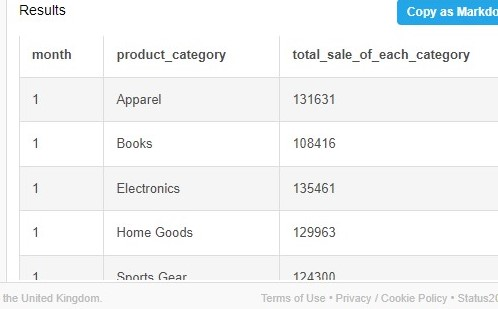 Results
Copy as Markdo
month product_category total_sale_of_each_category
1 Apparel 131631
1 Books 108416
1 Electronics 135461
1 Home Goods 129963
1 Sports Gear 124300
the United Kingdom. Terms of Use • Privacy / Cookie Policy • Status20